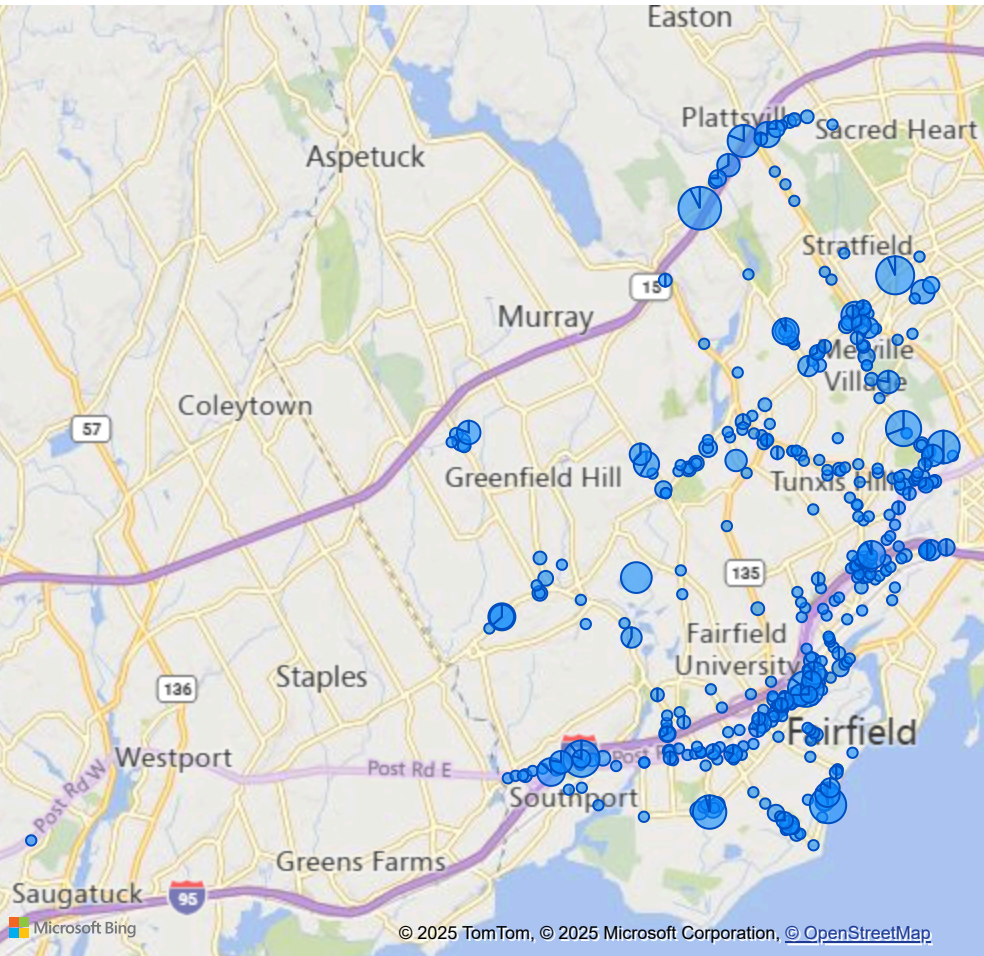 Easton
Plattsvill
Sacred Heart
Aspetuck
Stratfield
15
Murray
Village
Coleytown
57
Greenfield Hill
Tunxis Hill
135
Fairfield
University
Staples
136
Fairfield
Westport
Post Rd E
Post R
Post Rd W
Southport
Greens Farms
Saugatuck
95
Microsoft Bing
© 2025 TomTom, © 2025 Microsoft Corporation, © OpenStreetMap